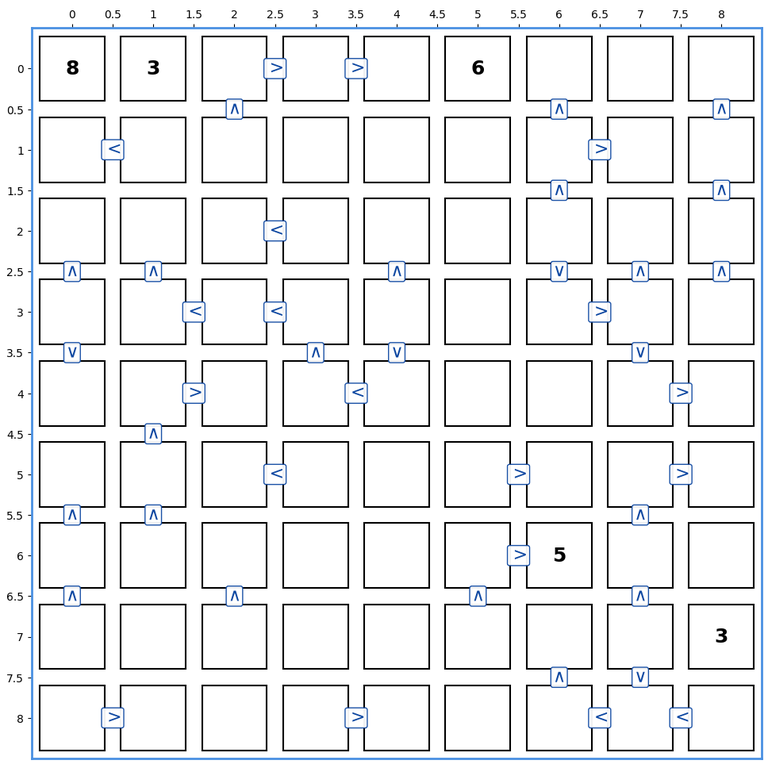 0 0.5 1 1.5 2 2.5 3 3.5 4 4.5 5 5.5 6 6.5 7 7.5 8
0 8 3 > > 6
0.5 ∧ ∧ ∧
1 < >
1.5 ∧ ∧
2 <
2.5 ∧ ∧ ∧ ∨ ∧ ∧
3 < < >
3.5 ∨ ∧ ∨ ∨
4 > < >
4.5 ∧
5 < > >
5.5 ∧ ∧ ∧
6 > 5
6.5 ∧ ∧ ∧ ∧
7 3
7.5 ∧ ∨
8 > > < <